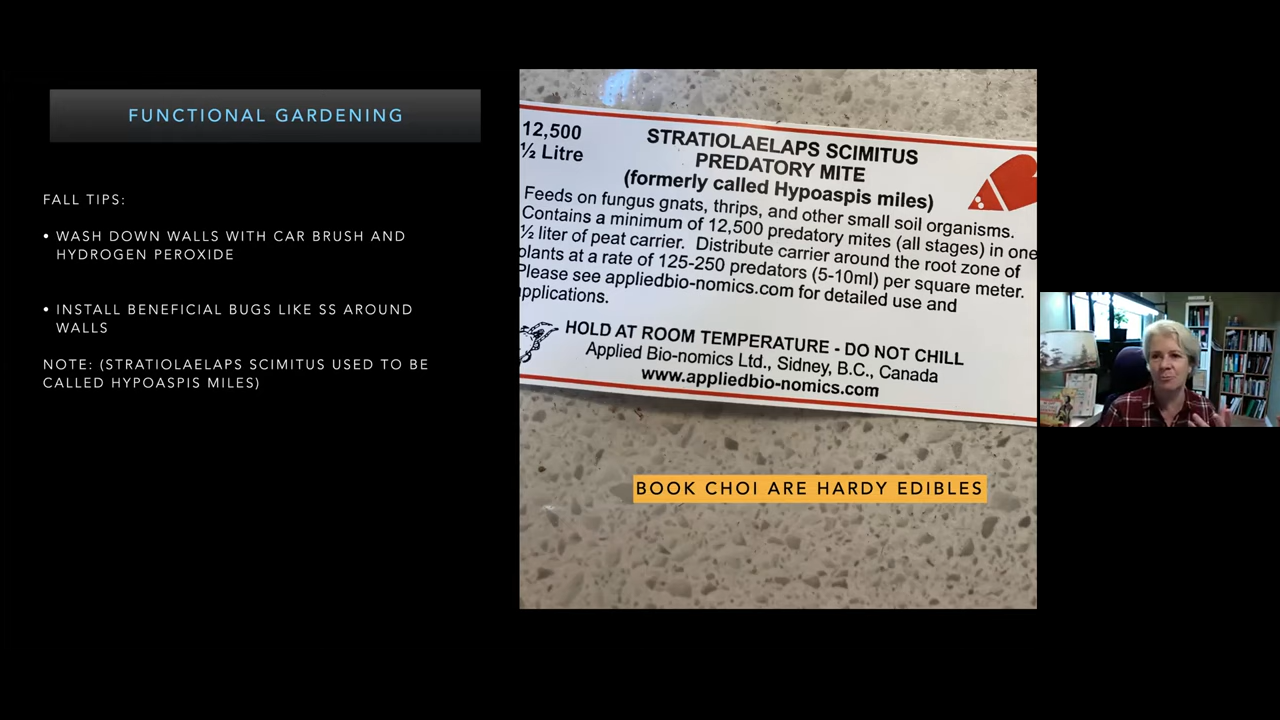 FUNCTIONAL GARDENING
FALL TIPS:
• WASH DOWN WALLS WITH CAR BRUSH AND
HYDROGEN PEROXIDE
• INSTALL BENEFICIAL BUGS LIKE SS AROUND
WALLS
NOTE: (STRATIOLAELAPS SCIMITUS USED TO BE
CALLED HYPOASPIS MILES)
12,500
½ Litre
STRATIOLAELAPS SCIMITUS
PREDATORY MITE
(formerly called Hypoaspis miles)
Feeds on fungus gnats, thrips, and other small soil organisms.
Contains a minimum of 12,500 predatory mites (all stages) in one
½ liter of peat carrier. Distribute carrier around the root zone of
plants at a rate of 125-250 predators (5-10ml) per square meter.
Please see appliedbio-nomics.com for detailed use and
applications.
HOLD AT ROOM TEMPERATURE - DO NOT CHILL
Applied Bio-nomics Ltd., Sidney, B.C., Canada
www.appliedbio-nomics.com
BOOK CHOI ARE HARDY EDIBLES